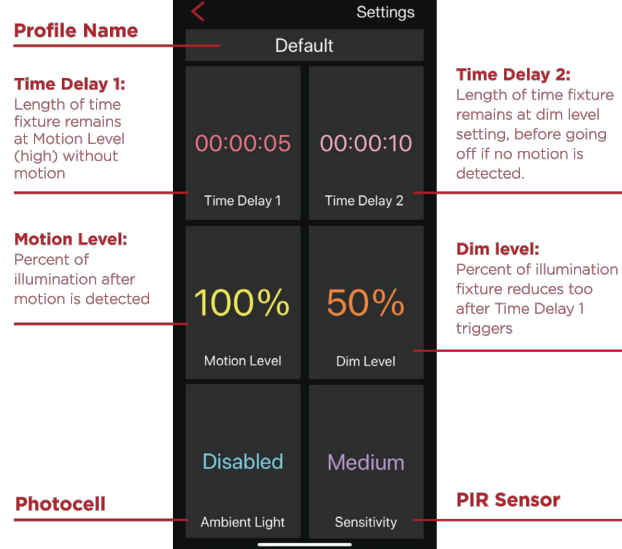 Settings
Profile Name
Default
Time Delay 1:
Length of time
fixture remains
at Motion Level
(high) without
motion
00:00:05
Time Delay 1
00:00:10
Time Delay 2
Time Delay 2:
Length of time fixture
remains at dim level
setting, before going
off if no motion is
detected.
Motion Level:
Percent of
illumination after
motion is detected
100%
Motion Level
50%
Dim Level
Dim level:
Percent of illumination
fixture reduces too
after Time Delay 1
triggers
Photocell
Disabled
Ambient Light
Medium
Sensitivity
PIR Sensor